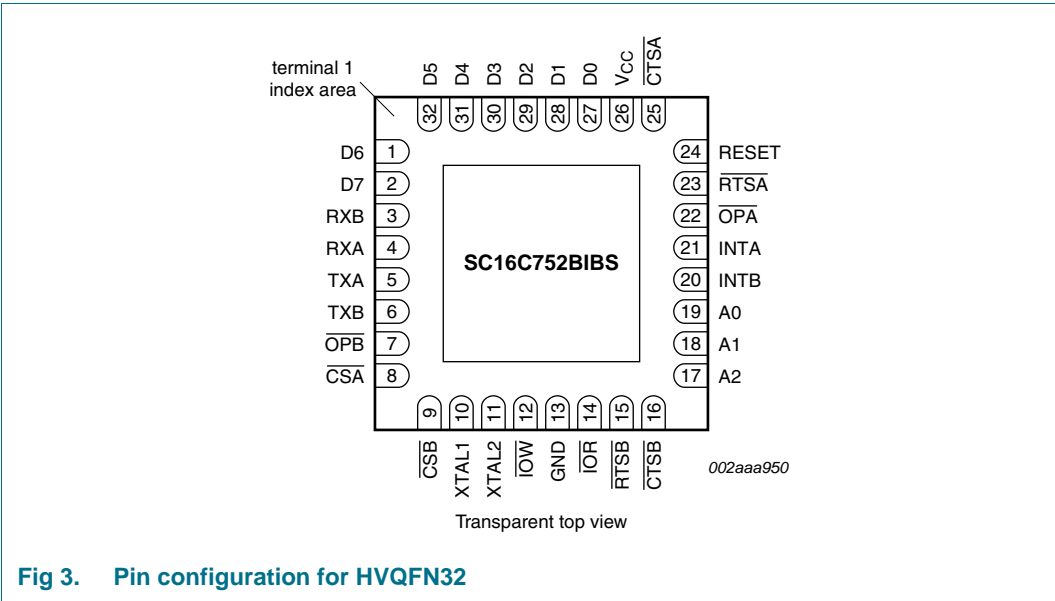 terminal 1
index area
D5
D4
D3
D2
D1
D0
VCC
CTSA
32
31
30
29
28
27
26
25
D6 1
D7 2
RXB 3
RXA 4
TXA 5
TXB 6
OPB 7
CSA 8
SC16C752BIBS
24 RESET
23 RTSA
22 OPA
21 INTA
20 INTB
19 A0
18 A1
17 A2
9
10
11
12
13
14
15
16
CSB
XTAL1
XTAL2
IOW
GND
IOR
RTSB
CTSB
002aaa950
Transparent top view
Fig 3. Pin configuration for HVQFN32